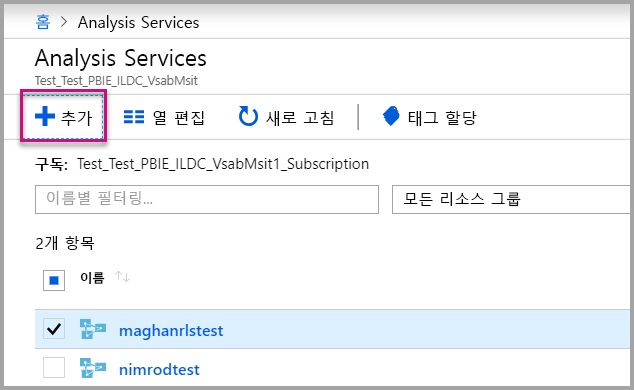 홈 > Analysis Services
Analysis Services
Test_Test_PBIE_ILDC_VsabMsit
추가 열 편집 새로 고침 태그 할당
구독: Test_Test_PBIE_ILDC_VsabMsit1_Subscription
이름별 필터링... 모든 리소스 그룹
2개 항목
이름 ↑↓
maghanrlstest
nimrodtest